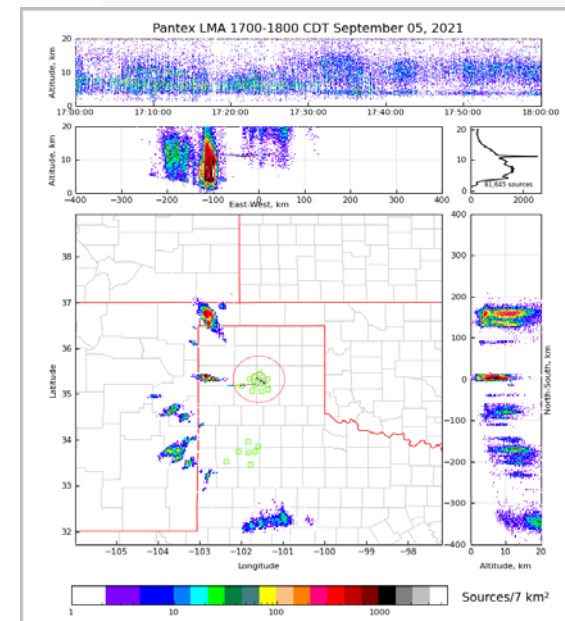 Pantex LMA 1700-1800 CDT September 05, 2021
20
10
0
Altitude, km
17:00:00 17:10:00 17:20:00 17:30:00 17:40:00 17:50:00 18:00:00
20
10
0
Altitude, km
−400 −300 −200 −100 0 100 200 300 400
East-West, km
20
10
0
81,645 sources
0 1000 2000
38
37
36
35
34
33
32
Latitude
−105 −104 −103 −102 −101 −100 −99 −98
Longitude
400
300
200
100
0
−100
−200
−300
−400
North-South, km
0 10 20
Altitude, km
1 10 100 1000
Sources/7 km²